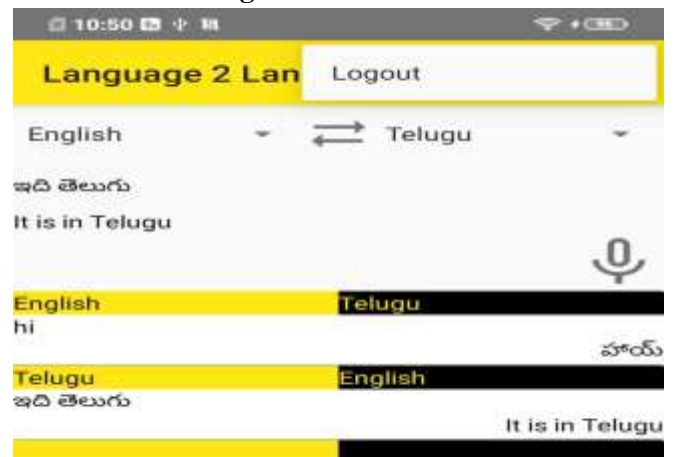 10:50
Language 2 Lan
Logout
English
Telugu
ఇది తెలుగు
It is in Telugu
English Telugu
hi
హాయ్
Telugu English
ఇది తెలుగు
It is in Telugu